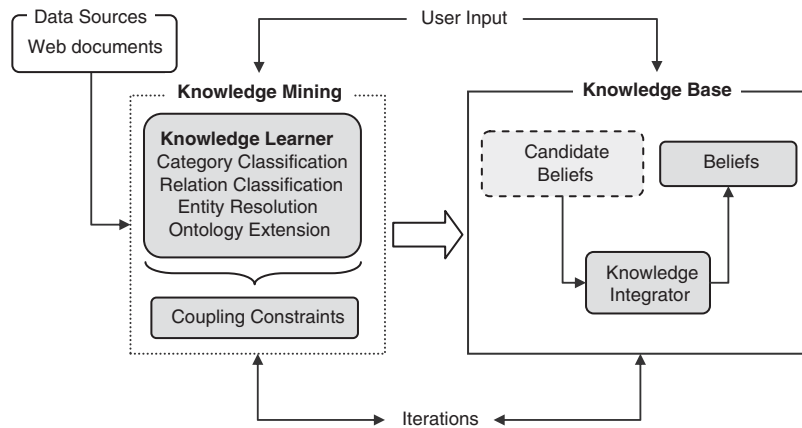 Data Sources
Web documents
User Input
Knowledge Mining
Knowledge Learner
Category Classification
Relation Classification
Entity Resolution
Ontology Extension
Coupling Constraints
Knowledge Base
Candidate
Beliefs
Beliefs
Knowledge
Integrator
Iterations